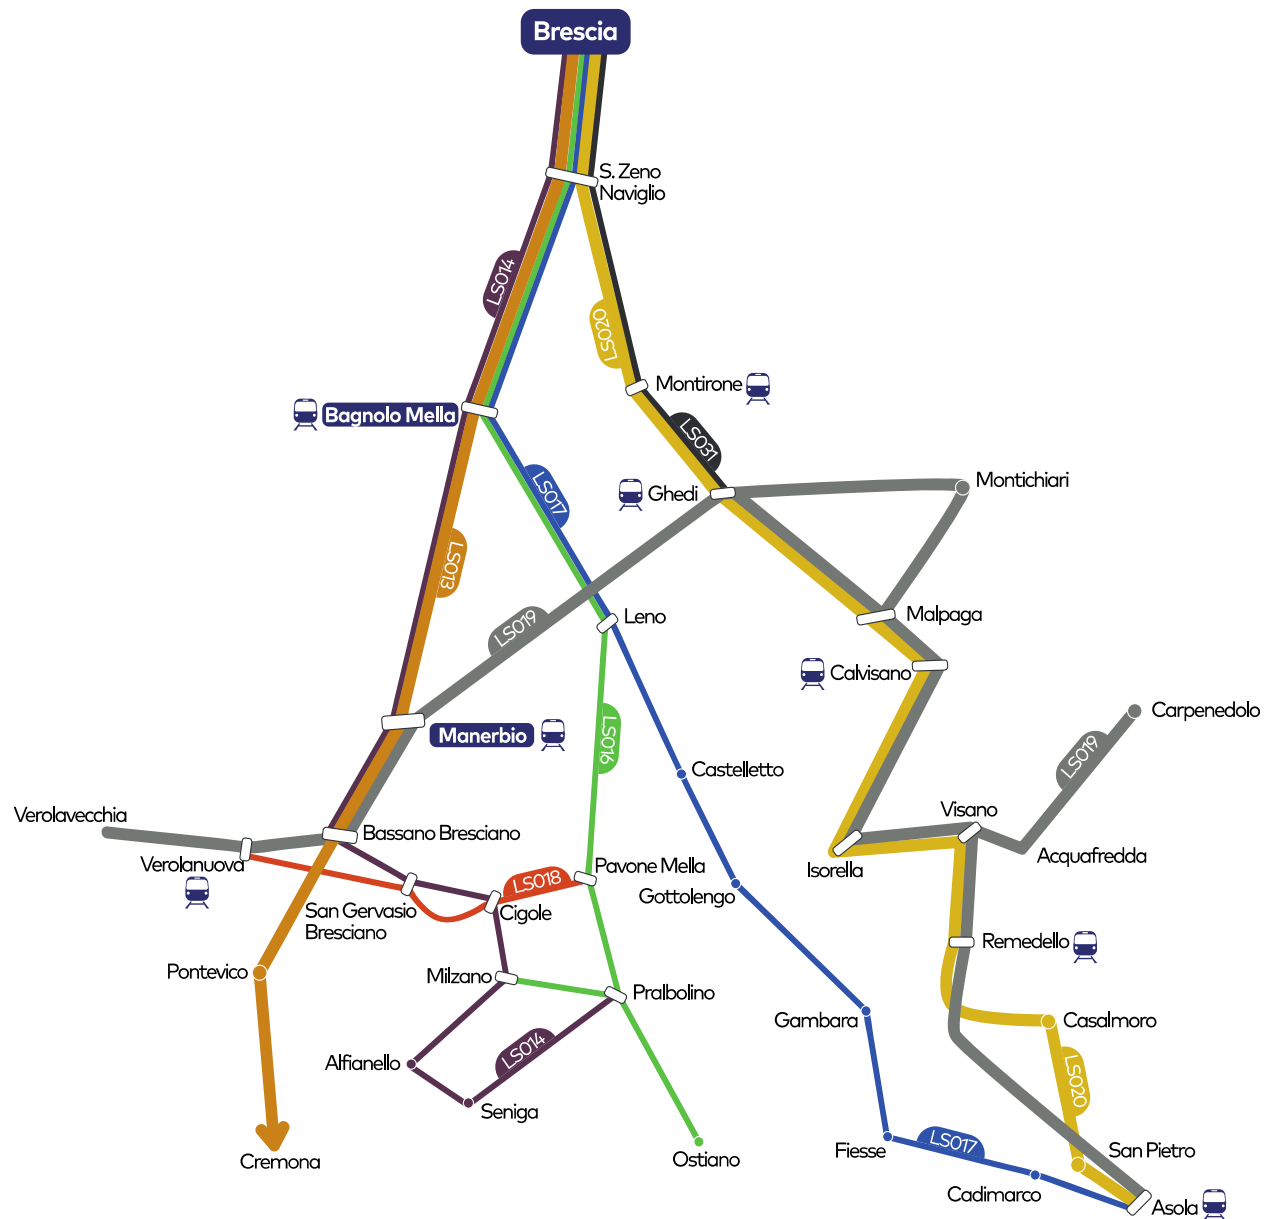 Brescia
S. Zeno
Naviglio
LS014
LS020
Montirone
Bagnolo Mella
LS031
Montichiari
LS017
Ghedi
LS013
Malpaga
LS019
Leno
Calvisano
Carpenedolo
Manerbio
LS016
LS019
Castelletto
Verolavecchia
Visano
Bassano Bresciano
Acquafredda
Verolanuova
Pavone Mella
Isorella
LS018
Gottolengo
San Gervasio
Bresciano
Cigole
Remedello
Pontevico
Milzano
Pralbolino
Gambara
Casalmoro
Alfianello
LS014
LS020
Seniga
LS017
Cremona
Ostiano
Fiesse
San Pietro
Cadimarco
Asola